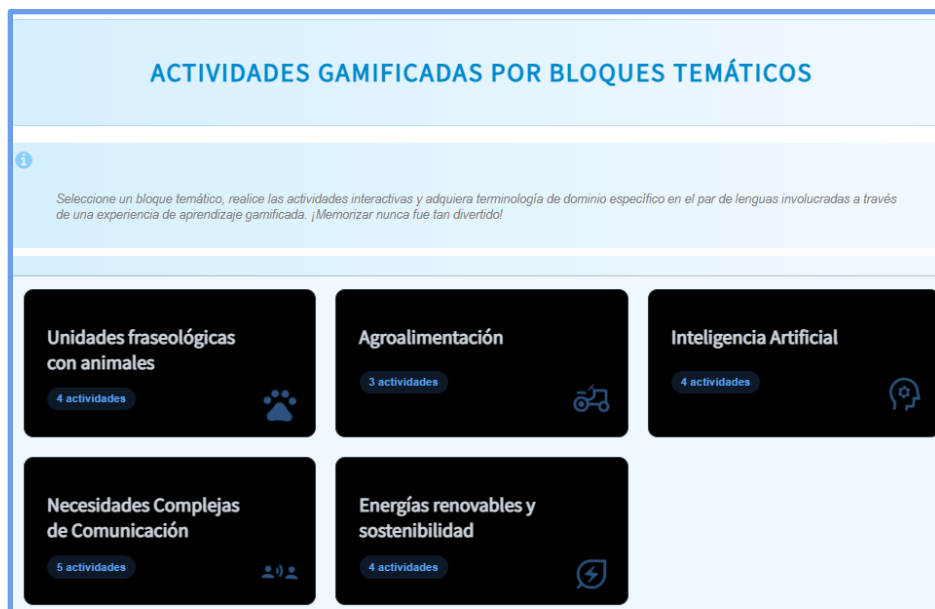 ACTIVIDADES GAMIFICADAS POR BLOQUES TEMÁTICOS
Seleccione un bloque temático, realice las actividades interactivas y adquiera terminología de dominio específico en el par de lenguas involucradas a través
de una experiencia de aprendizaje gamificada. ¡Memorizar nunca fue tan divertido!
Unidades fraseológicas
con animales
4 actividades
Agroalimentación
3 actividades
Inteligencia Artificial
4 actividades
Necesidades Complejas
de Comunicación
5 actividades
Energías renovables y
sostenibilidad
4 actividades